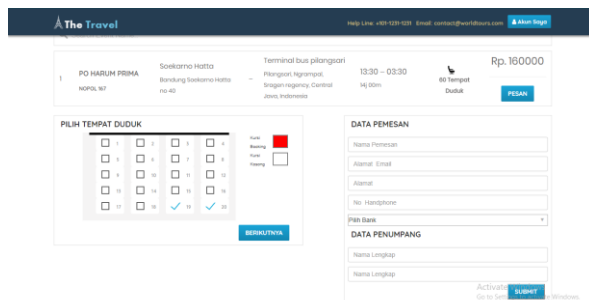 The Travel
Help Line: +101-1231-1231 Email: contact@worldtours.com Akun Saya
1 PO HARUM PRIMA
NOPOL 167
Soekarno Hatta
Bandung Soekarno Hatta
no 40
–
Terminal bus pilangsari
Pilangsari, Ngrampal,
Sragen regency, Central
Java, Indonesia
13:30 – 03:30
14j 00m
60 Tempat
Duduk
Rp. 160000
PESAN
PILIH TEMPAT DUDUK
1 2 3 4
5 6 7 8
9 10 11 12
13 14 15 16
17 18 19 20
Kursi
Booking
Kursi
Kosong
BERIKUTNYA
DATA PEMESAN
Nama Pemesan
Alamat Email
Alamat
No Handphone
Pilih Bank
DATA PENUMPANG
Nama Lengkap
Nama Lengkap
SUBMIT
Activate
Go to Windows.